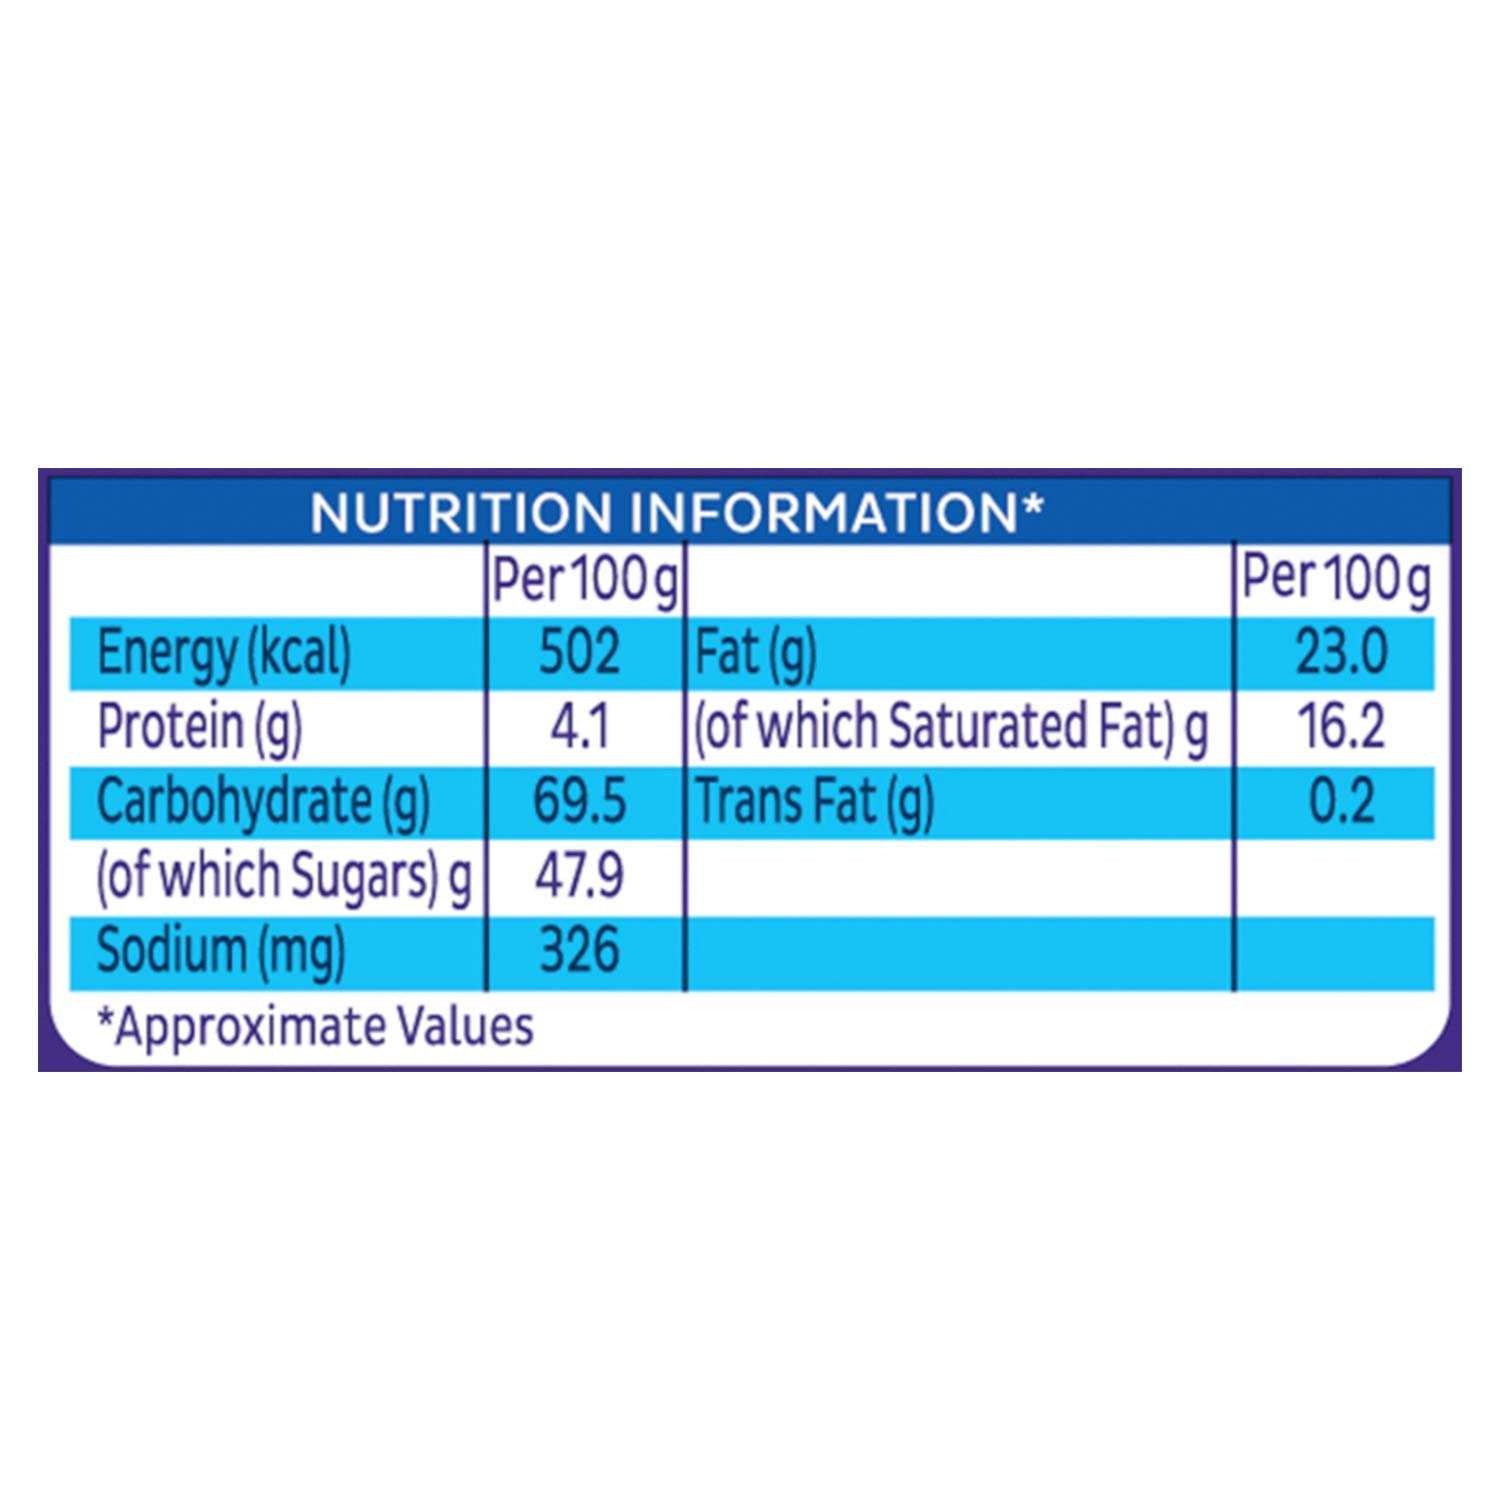 NUTRITION INFORMATION*
Per 100 g Per 100 g
Energy (kcal) 502 Fat (g) 23.0
Protein (g) 4.1 (of which Saturated Fat) g 16.2
Carbohydrate (g) 69.5 Trans Fat (g) 0.2
(of which Sugars) g 47.9
Sodium (mg) 326
*Approximate Values